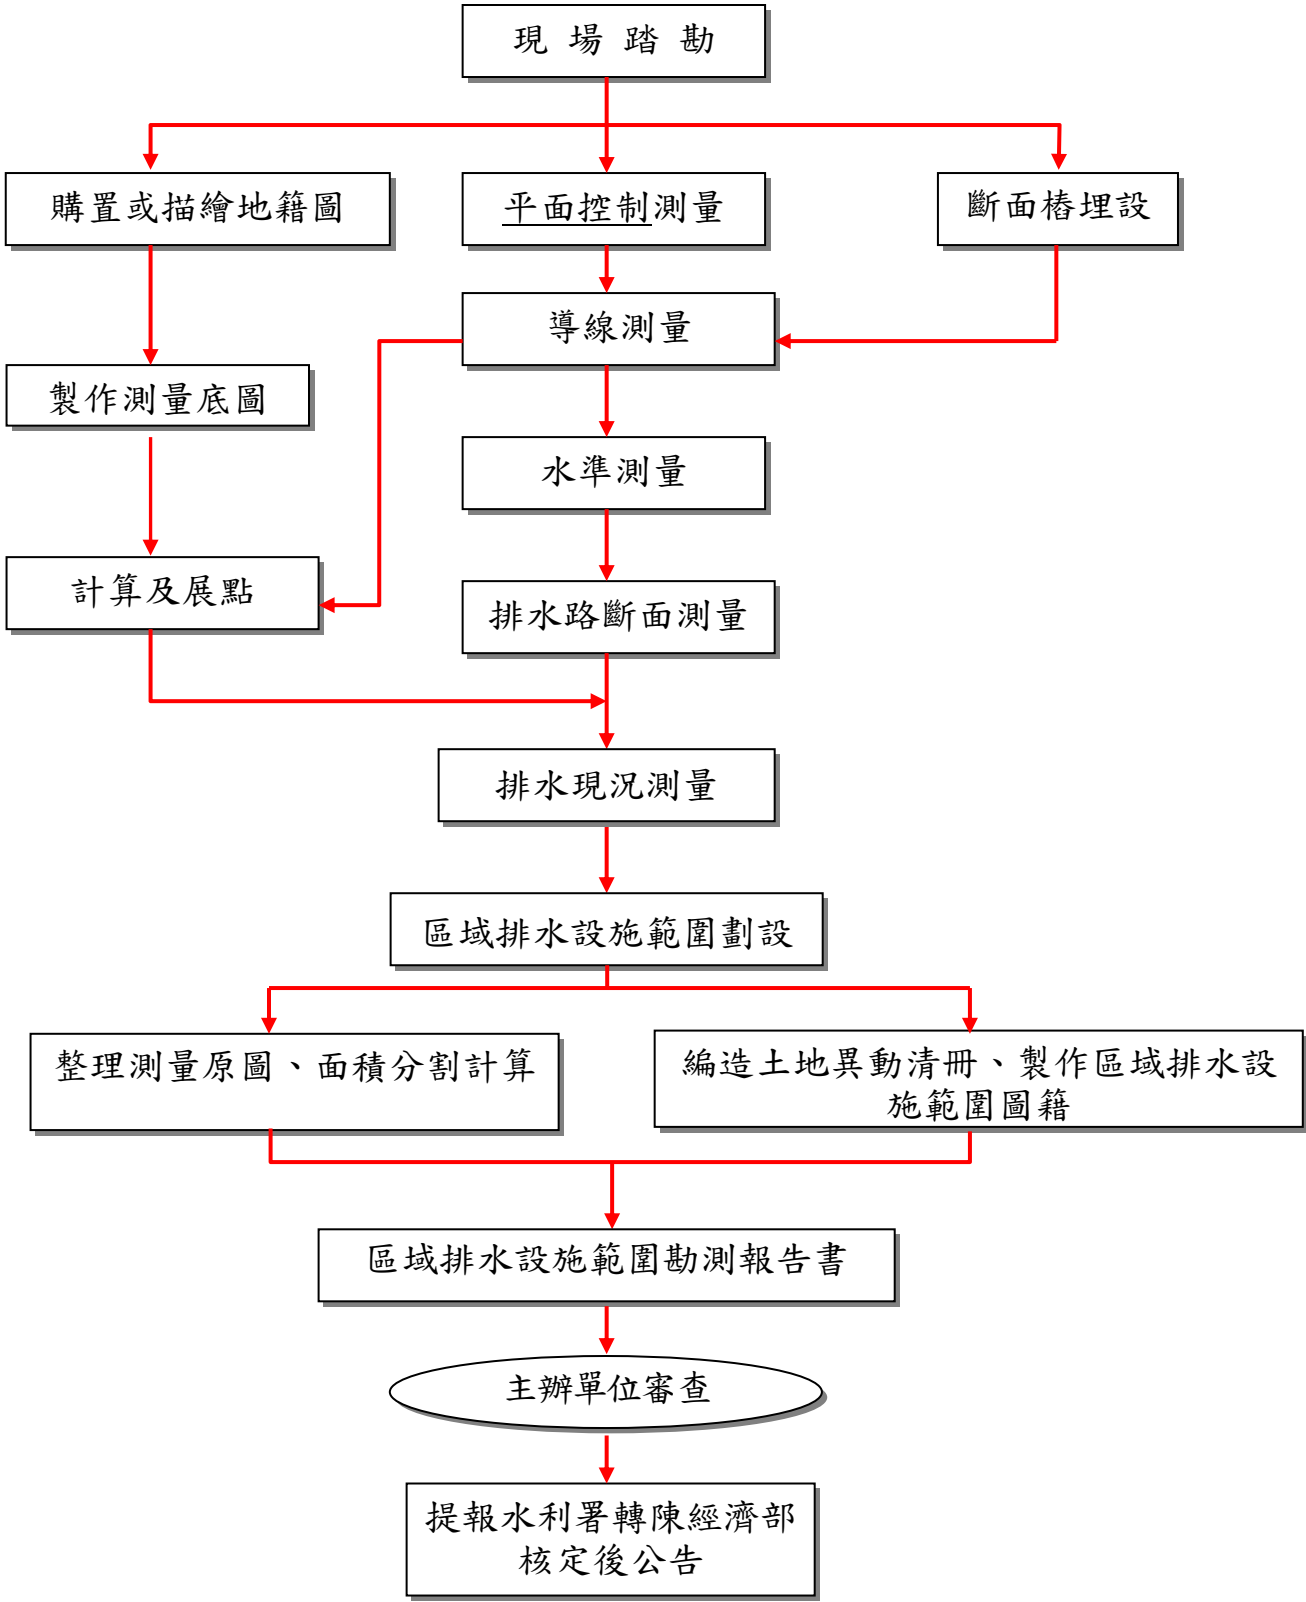 現場踏勘
購置或描繪地籍圖
平面控制測量
斷面樁埋設
導線測量
製作測量底圖
水準測量
計算及展點
排水路斷面測量
排水現況測量
區域排水設施範圍劃設
整理測量原圖、面積分割計算
編造土地異動清冊、製作區域排水設
施範圍圖籍
區域排水設施範圍勘測報告書
主辦單位審查
提報水利署轉陳經濟部
核定後公告